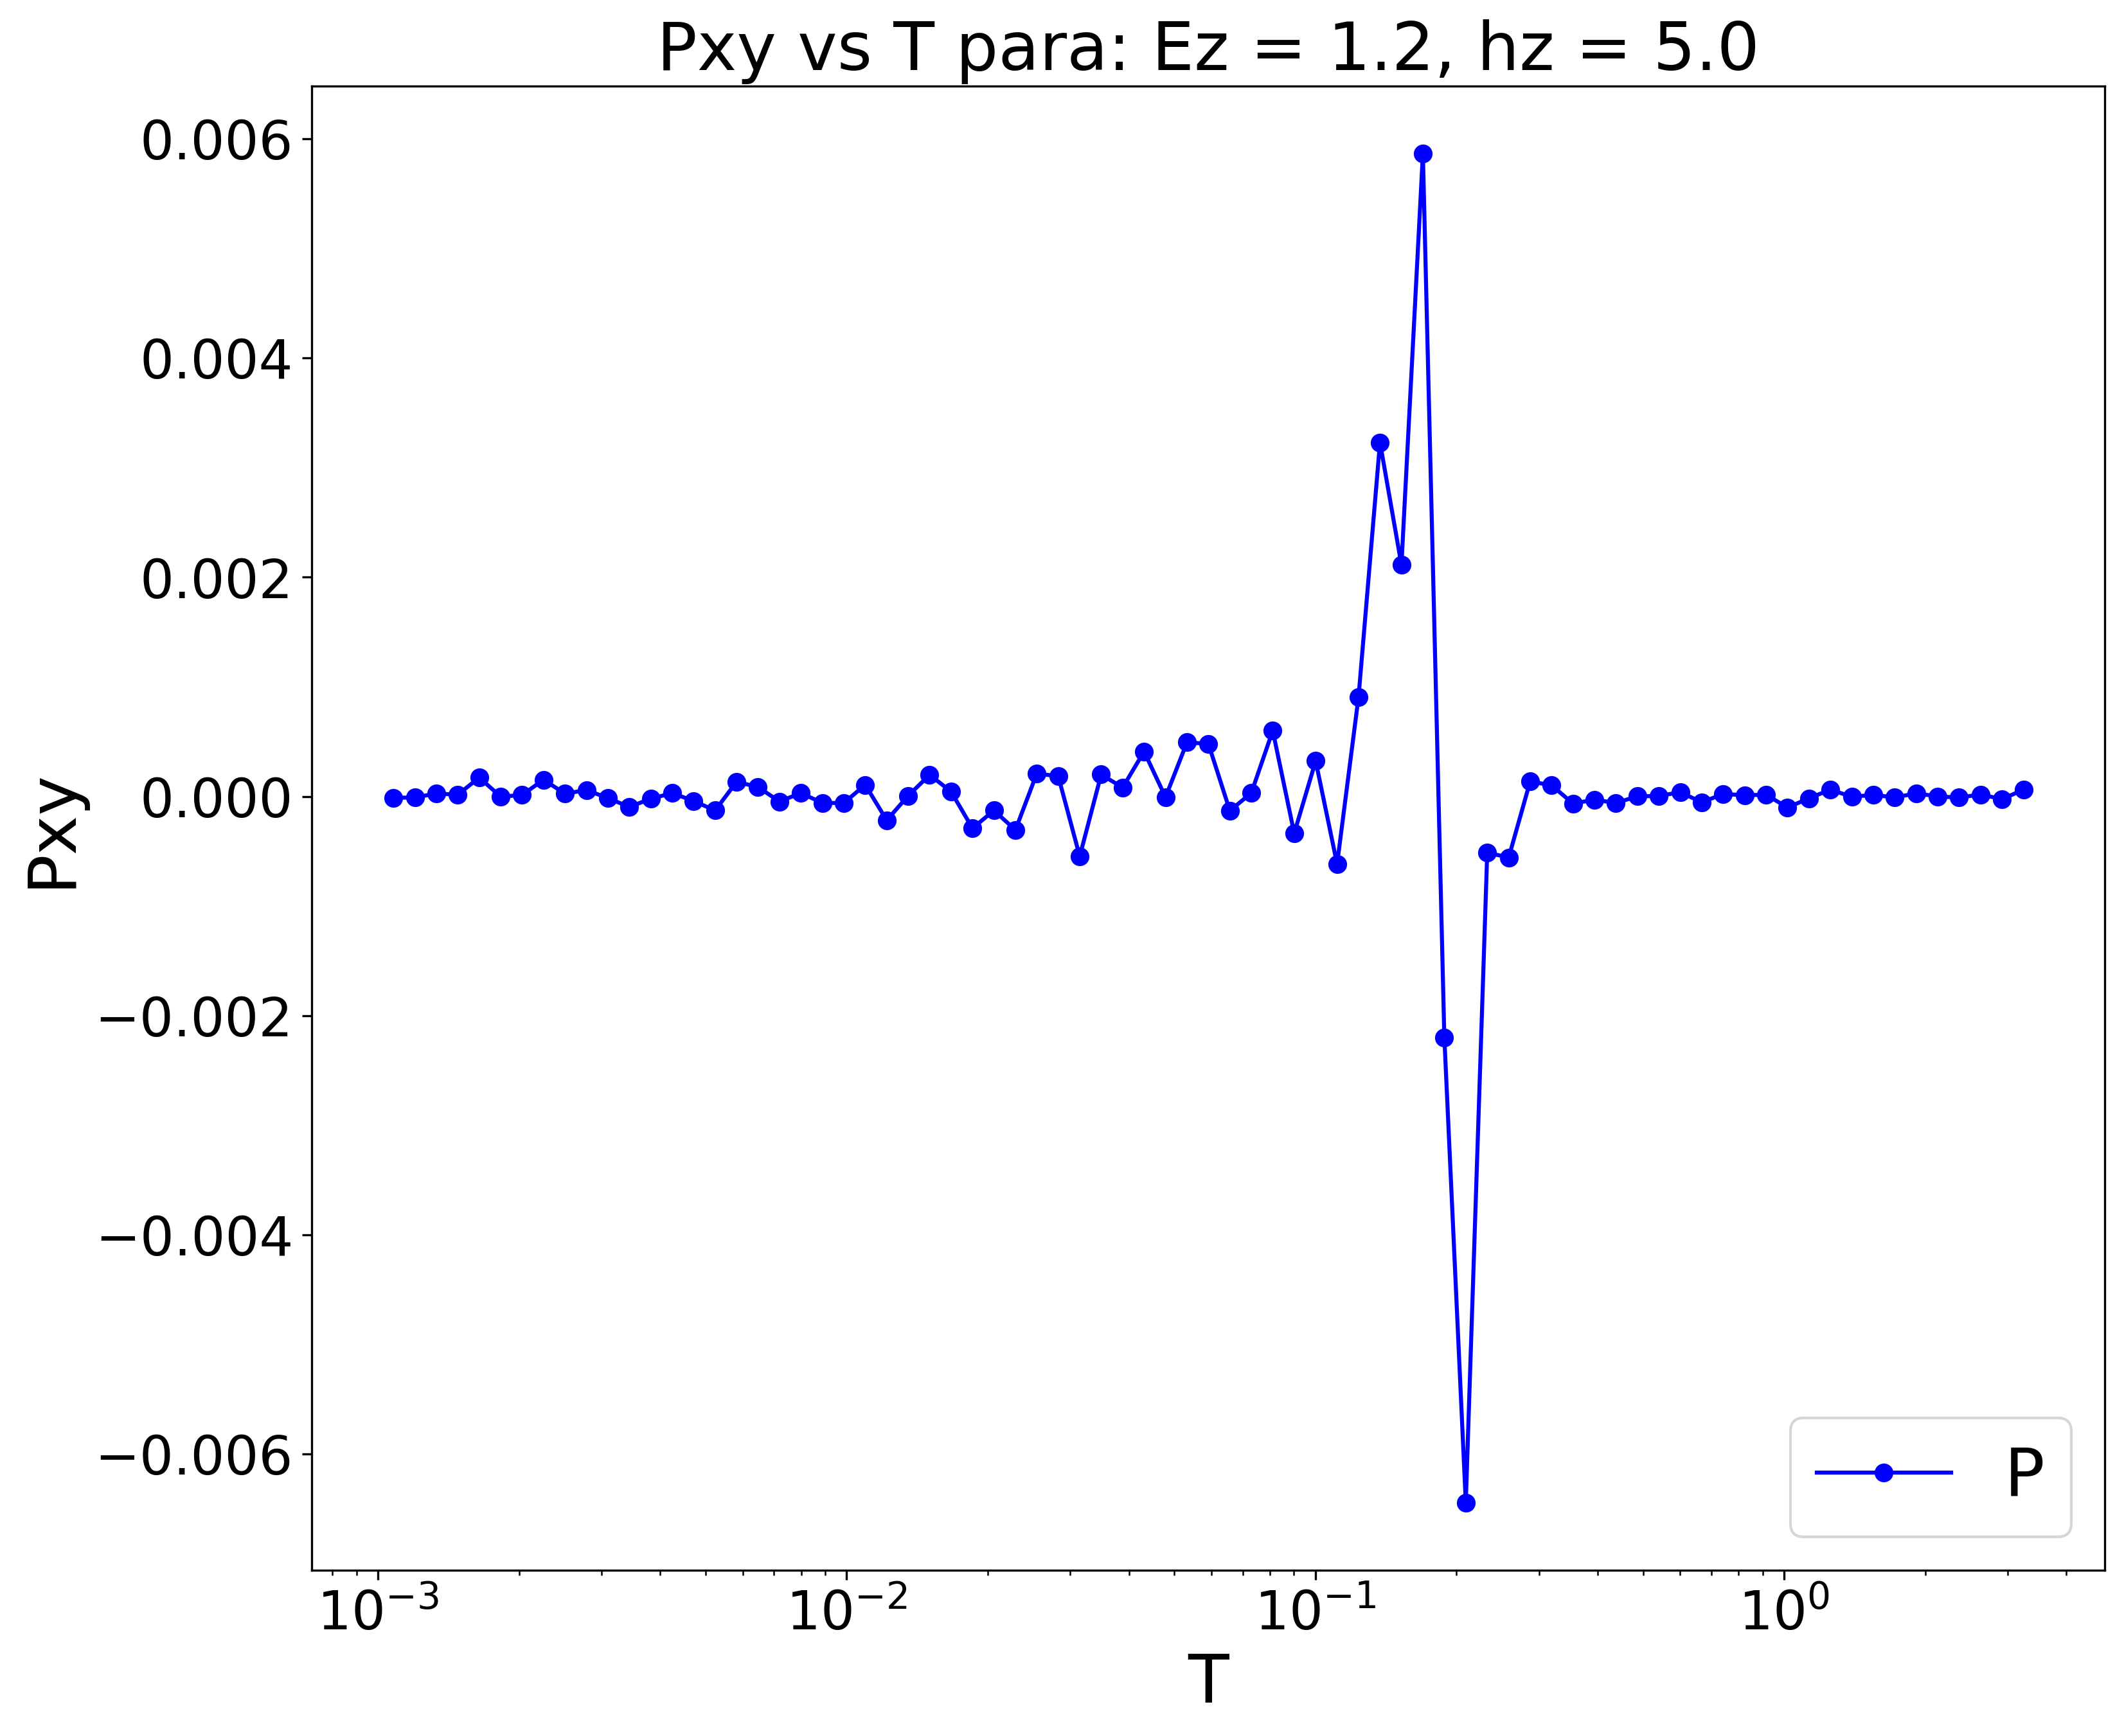 Pxy vs T para: Ez = 1.2, hz = 5.0
0.006
0.004
0.002
0.000
−0.002
−0.004
−0.006
Pxy
P
10⁻³ 10⁻² 10⁻¹ 10⁰
T